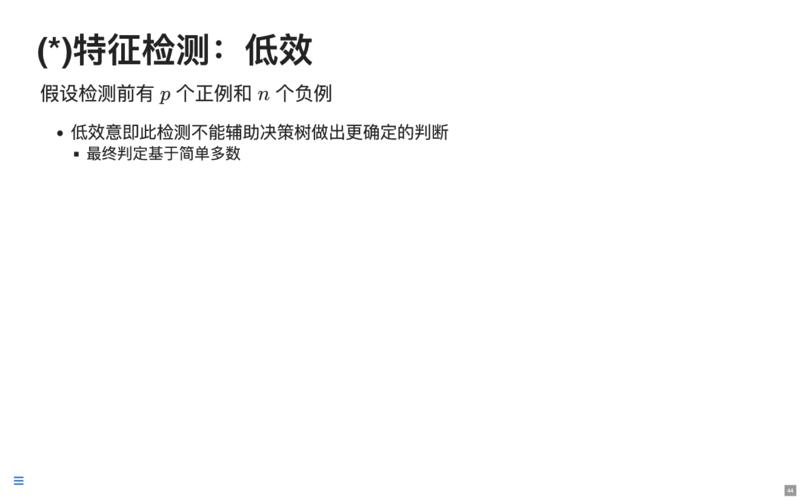 (*)特征检测：低效
假设检测前有 p 个正例和 n 个负例
• 低效意即此检测不能辅助决策树做出更确定的判断
▪ 最终判定基于简单多数
44